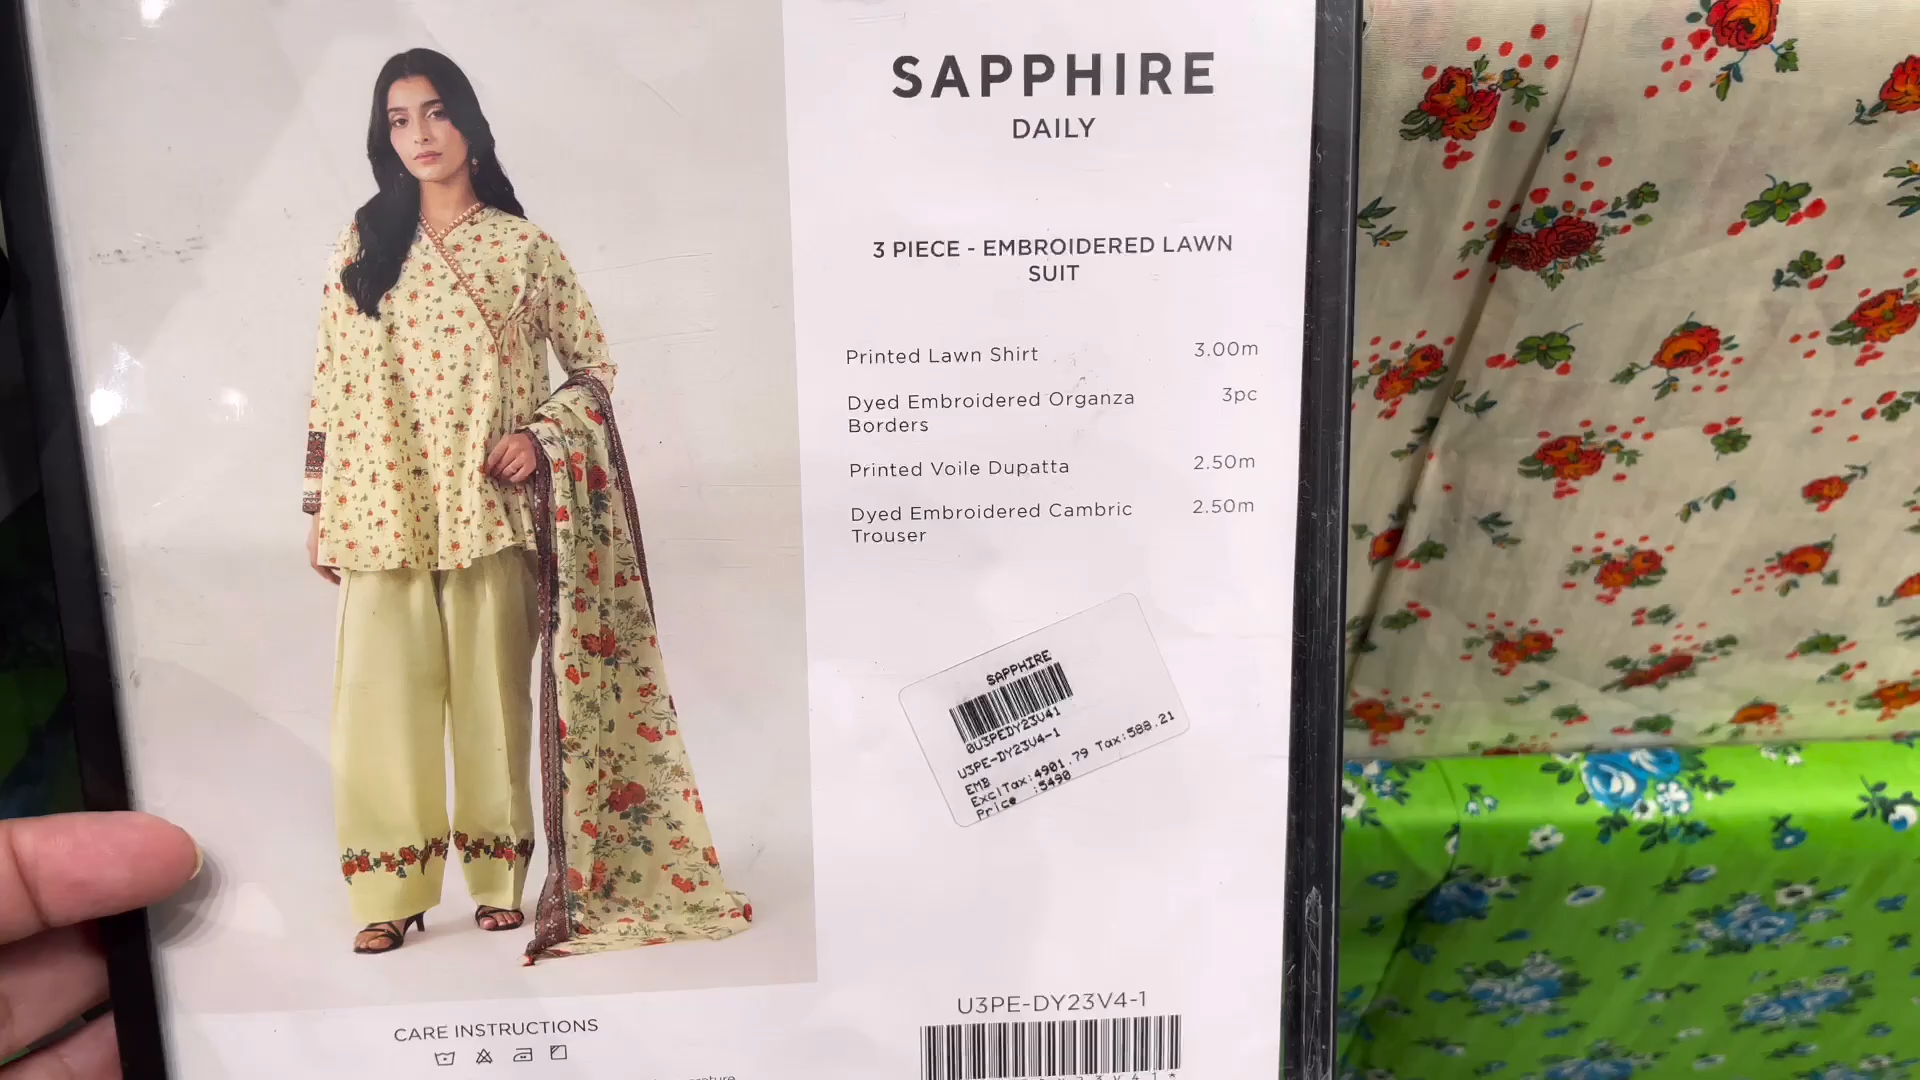 SAPPHIRE
DAILY
3 PIECE - EMBROIDERED LAWN
SUIT
Printed Lawn Shirt 3.00m
Dyed Embroidered Organza 3pc
Borders
Printed Voile Dupatta 2.50m
Dyed Embroidered Cambric 2.50m
Trouser
SAPPHIRE
0U3PEDY23V41
U3PE-DY23V4-1
EMB
ExclTax:4901.79 Tax:588.21
Price :5490
U3PE-DY23V4-1
CARE INSTRUCTIONS